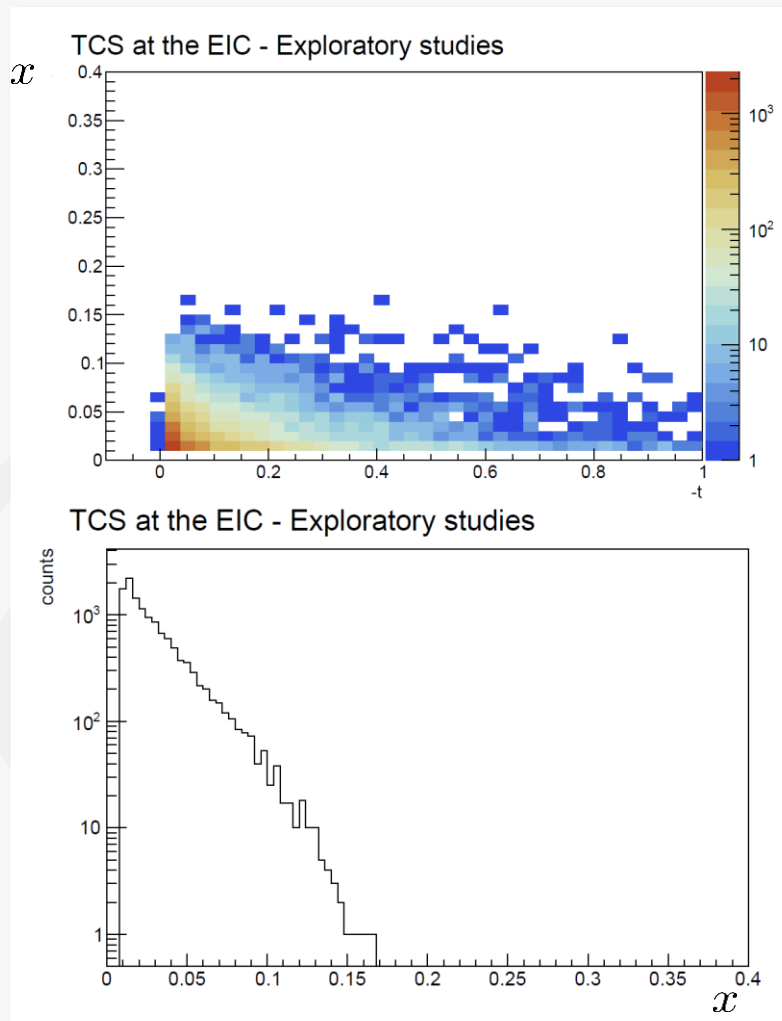 TCS at the EIC - Exploratory studies
x
0.4
0.35
0.3
0.25
0.2
0.15
0.1
0.05
0
0 0.2 0.4 0.6 0.8 1
-t
10³
10²
10
1
TCS at the EIC - Exploratory studies
counts
10³
10²
10
1
0 0.05 0.1 0.15 0.2 0.25 0.3 0.35 0.4
x